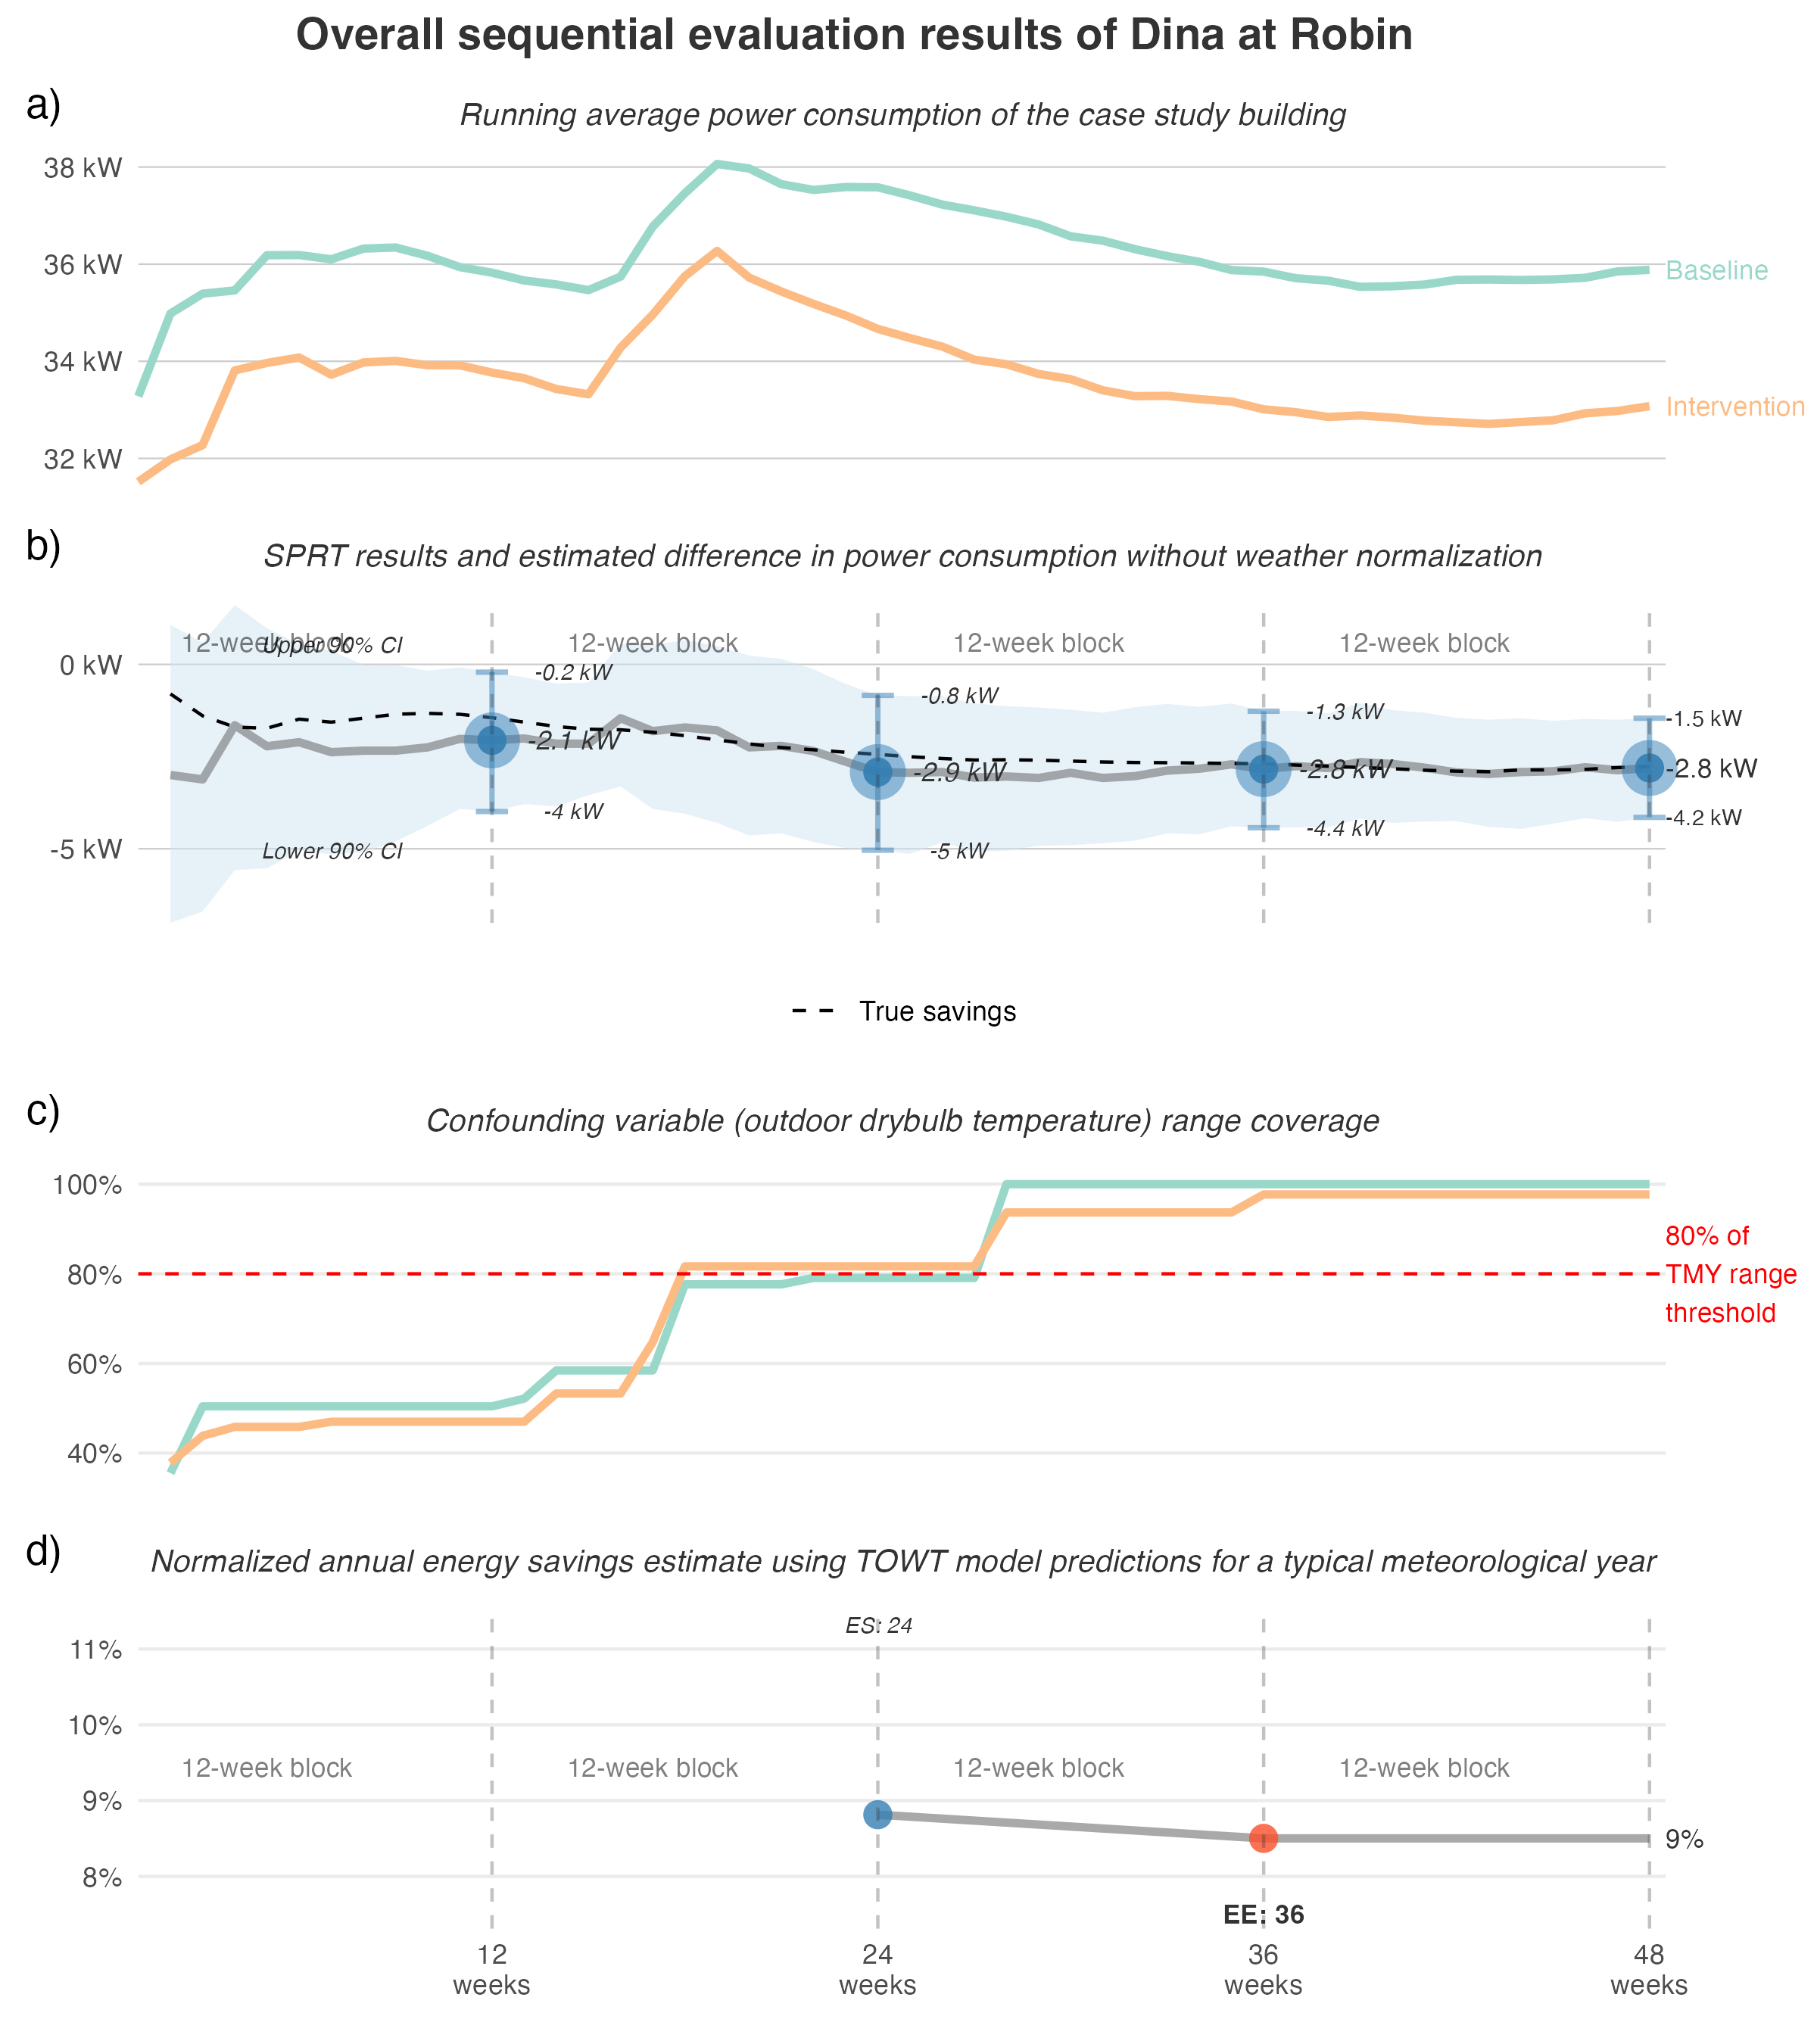 Overall sequential evaluation results of Dina at Robin
a)
Running average power consumption of the case study building
38 kW
36 kW
34 kW
32 kW
Baseline
Intervention
b)
SPRT results and estimated difference in power consumption without weather normalization
12-week block
12-week block
12-week block
12-week block
Upper 90% CI
0 kW
-0.2 kW
-0.8 kW
-1.3 kW
-1.5 kW
-2.1 kW
-2.9 kW
-2.8 kW
-2.8 kW
-4 kW
-5 kW
-4.4 kW
-4.2 kW
-5 kW
Lower 90% CI
True savings
c)
Confounding variable (outdoor drybulb temperature) range coverage
100%
80%
60%
40%
80% of
TMY range
threshold
d)
Normalized annual energy savings estimate using TOWT model predictions for a typical meteorological year
ES: 24
11%
10%
12-week block
12-week block
12-week block
12-week block
9%
9%
8%
EE: 36
12
weeks
24
weeks
36
weeks
48
weeks